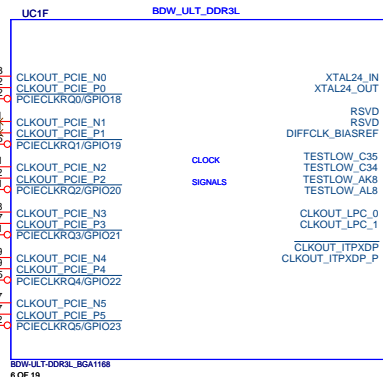 UC1F BDW_ULT_DDR3L
CLKOUT_PCIE_N0 XTAL24_IN
CLKOUT_PCIE_P0 XTAL24_OUT
PCIECLKRQ0/GPIO18
RSVD
CLKOUT_PCIE_N1 RSVD
CLKOUT_PCIE_P1 DIFFCLK_BIASREF
PCIECLKRQ1/GPIO19
CLOCK TESTLOW_C35
CLKOUT_PCIE_N2 TESTLOW_C34
CLKOUT_PCIE_P2 SIGNALS TESTLOW_AK8
PCIECLKRQ2/GPIO20 TESTLOW_AL8
CLKOUT_PCIE_N3 CLKOUT_LPC_0
CLKOUT_PCIE_P3 CLKOUT_LPC_1
PCIECLKRQ3/GPIO21
CLKOUT_ITPXDP
CLKOUT_PCIE_N4 CLKOUT_ITPXDP_P
CLKOUT_PCIE_P4
PCIECLKRQ4/GPIO22
CLKOUT_PCIE_N5
CLKOUT_PCIE_P5
PCIECLKRQ5/GPIO23
BDW-ULT-DDR3L_BGA1168
6 OF 19